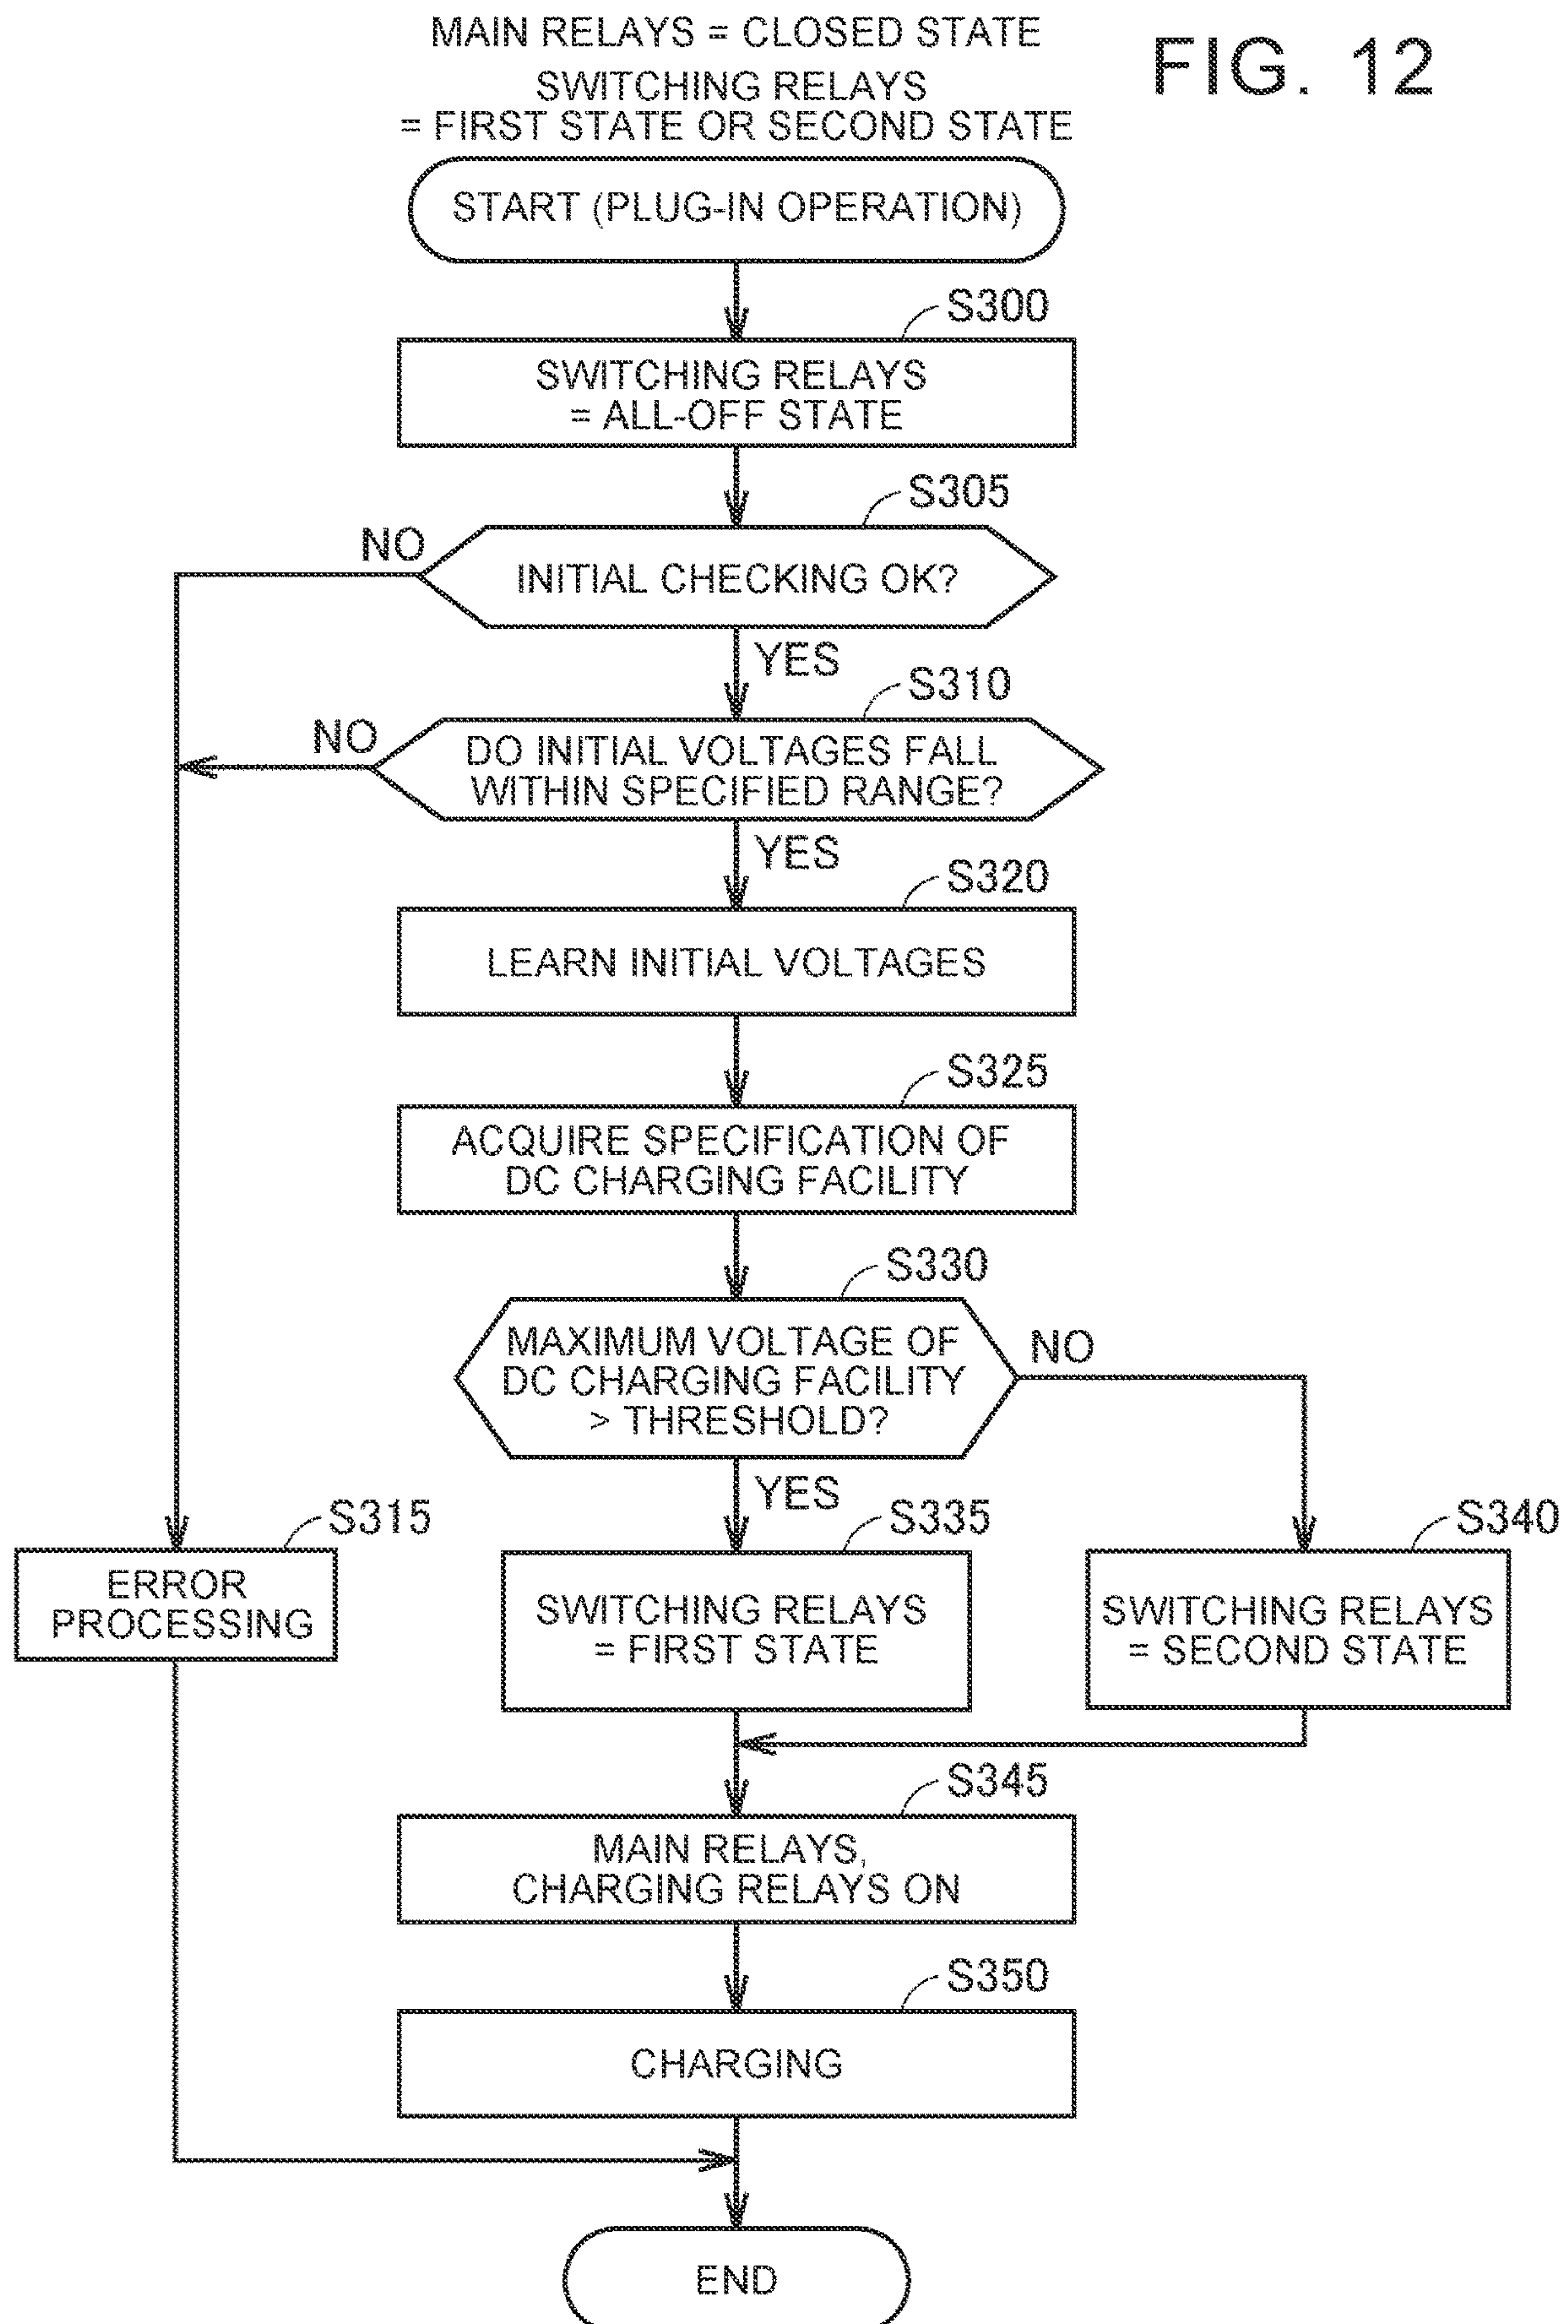 MAIN RELAYS = CLOSED STATE
FIG. 12
SWITCHING RELAYS
= FIRST STATE OR SECOND STATE
START (PLUG-IN OPERATION)
S300
SWITCHING RELAYS
= ALL-OFF STATE
S305
NO
INITIAL CHECKING OK?
YES
S310
NO
DO INITIAL VOLTAGES FALL
WITHIN SPECIFIED RANGE?
YES
S320
LEARN INITIAL VOLTAGES
S325
ACQUIRE SPECIFICATION OF
DC CHARGING FACILITY
S330
MAXIMUM VOLTAGE OF
DC CHARGING FACILITY
> THRESHOLD?
NO
YES
S315
ERROR
PROCESSING
S335
SWITCHING RELAYS
= FIRST STATE
S340
SWITCHING RELAYS
= SECOND STATE
S345
MAIN RELAYS,
CHARGING RELAYS ON
S350
CHARGING
END